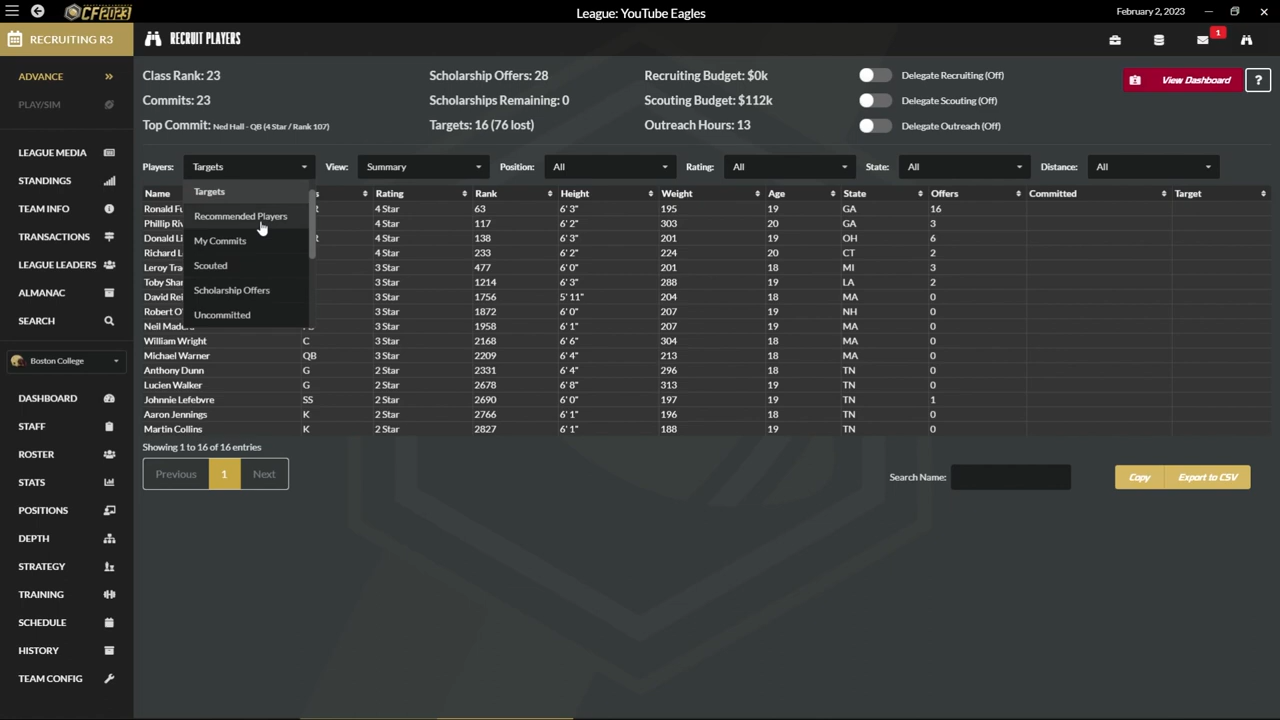 CF2023
League: YouTube Eagles
February 2, 2023
RECRUITING R3
RECRUIT PLAYERS
1
ADVANCE
PLAY/SIM
LEAGUE MEDIA
STANDINGS
TEAM INFO
TRANSACTIONS
LEAGUE LEADERS
ALMANAC
SEARCH
Boston College
DASHBOARD
STAFF
ROSTER
STATS
POSITIONS
DEPTH
STRATEGY
TRAINING
SCHEDULE
HISTORY
TEAM CONFIG
Class Rank: 23
Commits: 23
Top Commit: Ned Hall - QB (4 Star / Rank 107)
Scholarship Offers: 28
Scholarships Remaining: 0
Targets: 16 (76 lost)
Recruiting Budget: $0k
Scouting Budget: $112k
Outreach Hours: 13
Delegate Recruiting (Off)
Delegate Scouting (Off)
Delegate Outreach (Off)
View Dashboard
?
Players: Targets View: Summary Position: All Rating: All State: All Distance: All
Targets
Recommended Players
My Commits
Scouted
Scholarship Offers
Uncommitted
Name Rating Rank Height Weight Age State Offers Committed Target
Ronald 4 Star 63 6' 3" 195 19 GA 16
Phillip 4 Star 117 6' 2" 303 20 GA 3
Donald 4 Star 138 6' 3" 201 19 OH 6
Richard 4 Star 233 6' 2" 224 20 CT 2
Leroy 3 Star 477 6' 0" 201 18 MI 3
Toby 3 Star 1214 6' 2" 288 19 LA 2
David 3 Star 1756 5' 11" 204 18 MA 0
Robert 3 Star 1872 6' 0" 207 19 NH 0
Neil 3 Star 1958 6' 1" 207 19 MA 0
William Wright C 3 Star 2168 6' 6" 304 18 MA 0
Michael Warner QB 3 Star 2209 6' 4" 213 18 MA 0
Anthony Dunn G 2 Star 2331 6' 4" 296 18 TN 0
Lucien Walker G 2 Star 2678 6' 8" 313 19 TN 0
Johnnie Lefebvre SS 2 Star 2690 6' 0" 197 19 TN 1
Aaron Jennings K 2 Star 2766 6' 1" 196 18 TN 0
Martin Collins K 2 Star 2827 6' 1" 188 19 TN 0
Showing 1 to 16 of 16 entries
Previous 1 Next
Search Name:
Copy
Export to CSV